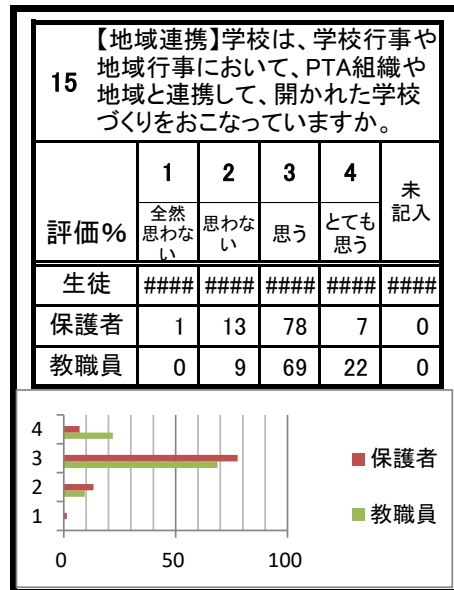 【地域連携】学校は、学校行事や
15 地域行事において、PTA組織や
地域と連携して、開かれた学校
づくりをおこなっていますか。
評価% 1 2 3 4 未記入
全然思わない 思わない 思う とても思う
生徒 #### #### #### #### ####
保護者 1 13 78 7 0
教職員 0 9 69 22 0
4
3
2
1
0 50 100
保護者
教職員